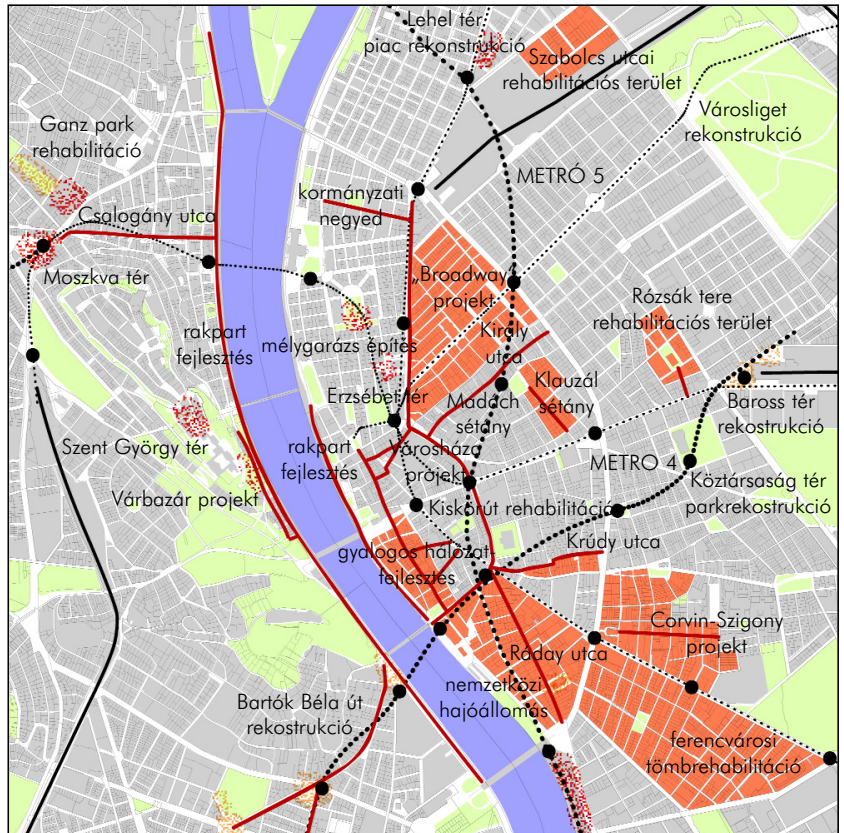 Lehel tér
piac rekonstrukció
Szabolcs utcai
rehabilitációs terület
Városliget
rekonstrukció
Ganz park
rehabilitáció
METRÓ 5
kormányzati
negyed
Csalogány utca
Moszkva tér
„Broadway”
projekt
Rózsák tere
rehabilitációs terület
rakpart
fejlesztés
mélygarázs építés
Király
utca
Klauzál
sétány
Erzsébet tér
Madách
sétány
Baross tér
rekostrukció
Szent György tér
rakpart
fejlesztés
Városháza
projekt
METRÓ 4
Köztársaság tér
parkrekostrukció
Várbazár projekt
Kiskörút rehabilitáció
Krúdy utca
gyalogos hálózat-
fejlesztés
Corvin-Szigony
projekt
Ráday utca
Bartók Béla út
rekostrukció
nemzetközi
hajóállomás
ferencvárosi
tömbrehabilitáció